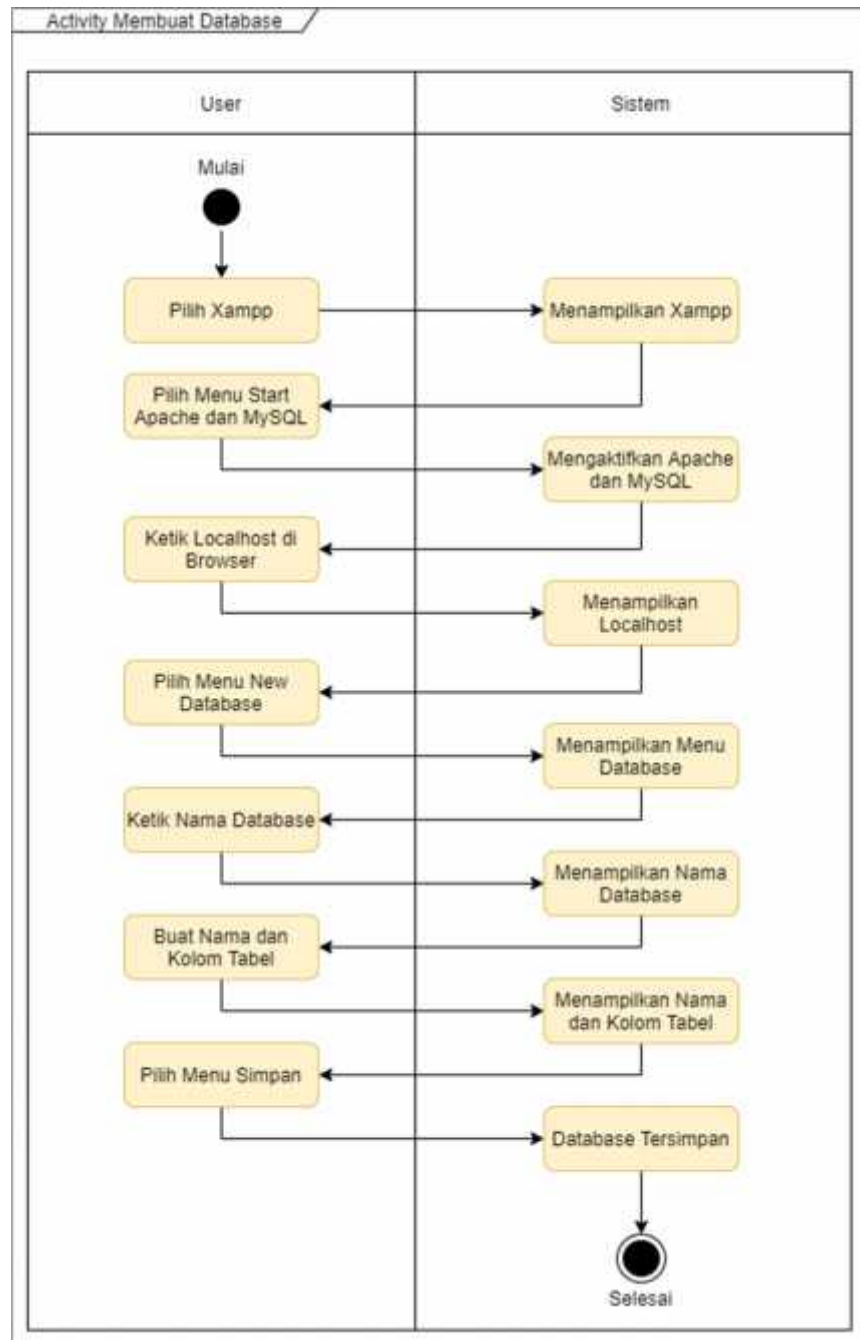 Activity Membuat Database
User
Sistem
Mulai
Pilih Xampp
Menampilkan Xampp
Pilih Menu Start
Apache dan MySQL
Mengaktifkan Apache
dan MySQL
Ketik Localhost di
Browser
Menampilkan
Localhost
Pilih Menu New
Database
Menampilkan Menu
Database
Ketik Nama Database
Menampilkan Nama
Database
Buat Nama dan
Kolom Tabel
Menampilkan Nama
dan Kolom Tabel
Pilih Menu Simpan
Database Tersimpan
Selesai